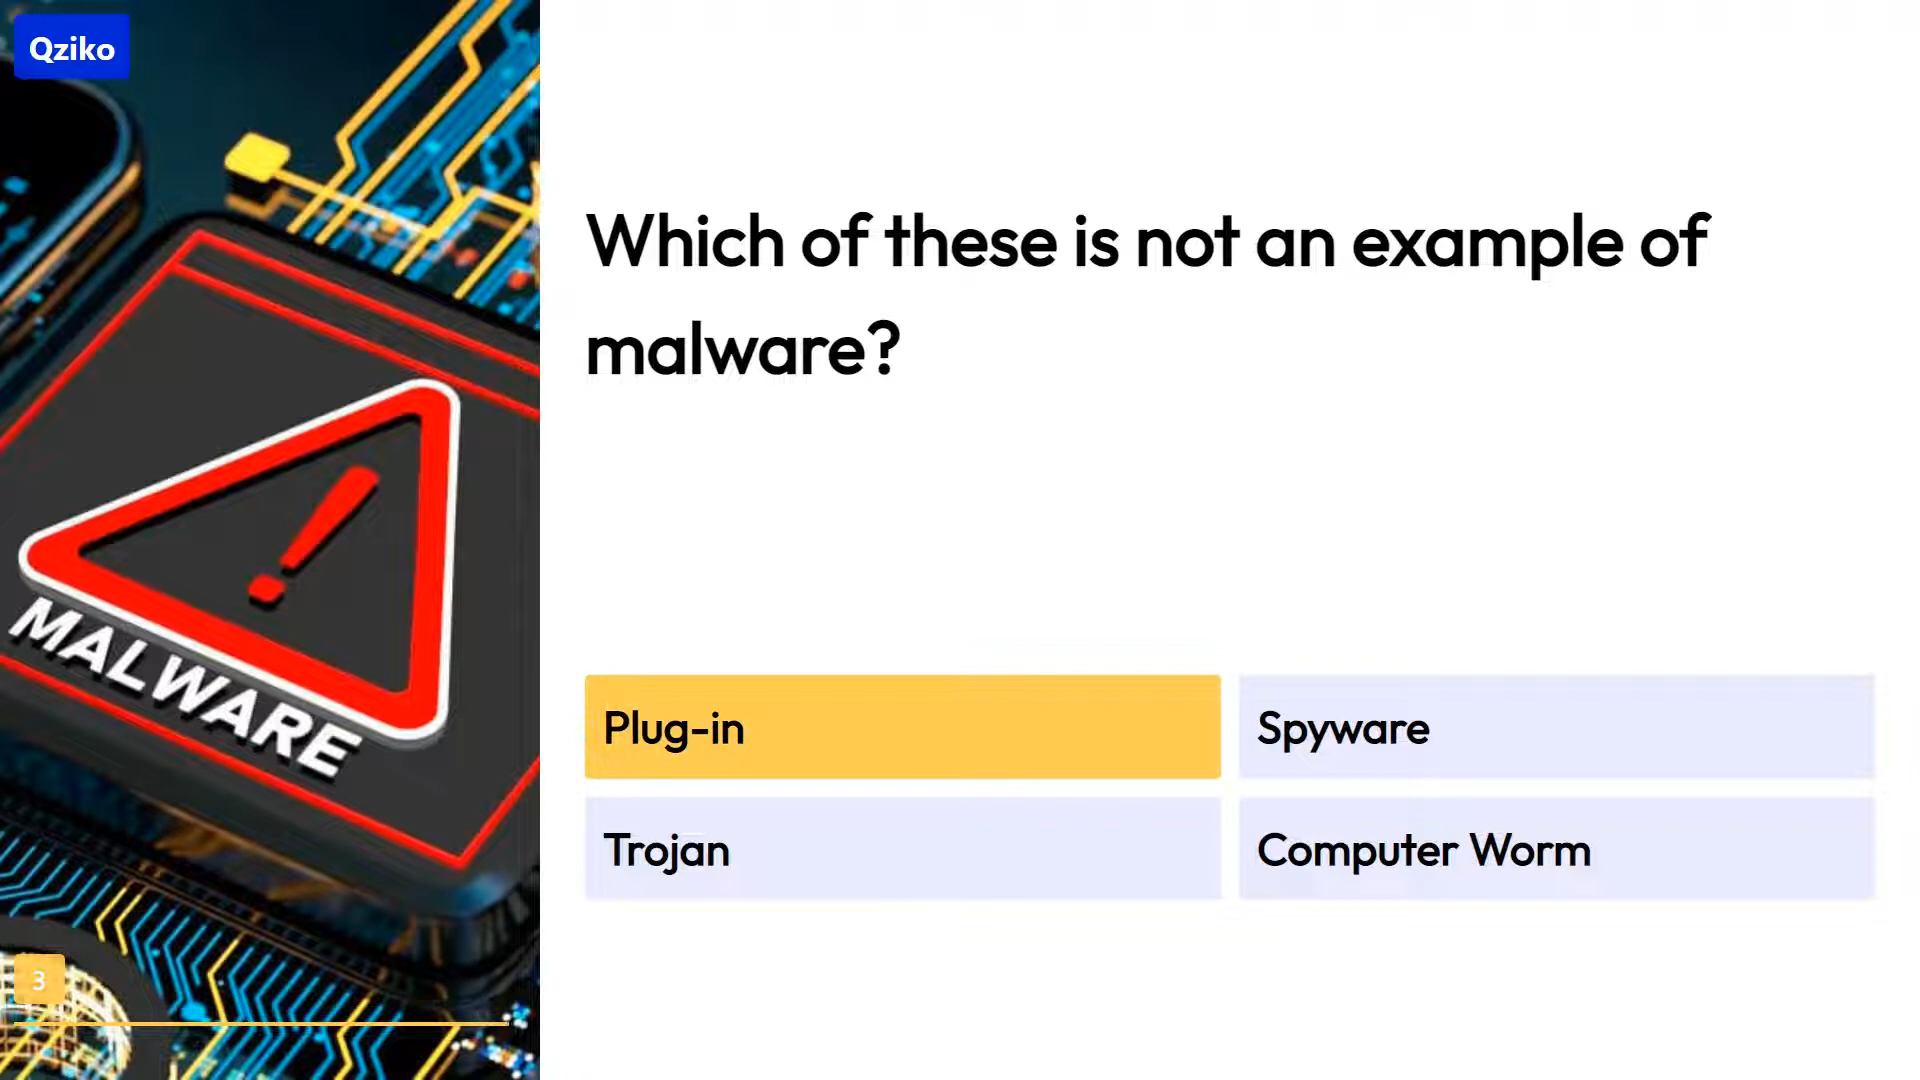 Qziko
MALWARE
3
Which of these is not an example of
malware?
Plug-in
Spyware
Trojan
Computer Worm